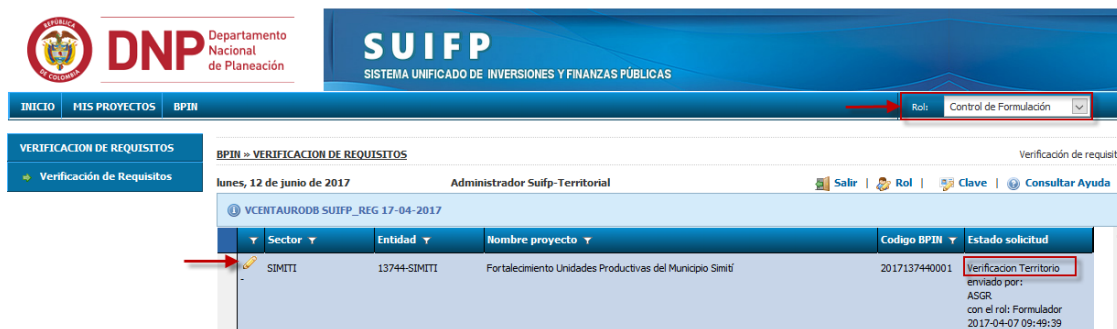 REPÚBLICA
DE COLOMBIA
DNP
Departamento
Nacional
de Planeación
SUIFP
SISTEMA UNIFICADO DE INVERSIONES Y FINANZAS PÚBLICAS
INICIO MIS PROYECTOS BPIN
Rol: Control de Formulación
VERIFICACION DE REQUISITOS
Verificación de Requisitos
BPIN » VERIFICACION DE REQUISITOS
Verificación de requisit
lunes, 12 de junio de 2017 Administrador Suifp-Territorial Salir | Rol | Clave | Consultar Ayuda
VCENTAURODB SUIFP_REG 17-04-2017
Sector Entidad Nombre proyecto Codigo BPIN Estado solicitud
SIMITI 13744-SIMITI Fortalecimiento Unidades Productivas del Municipio Simití 2017137440001 Verificacion Territorio
-
enviado por:
ASGR
con el rol: Formulador
2017-04-07 09:49:39